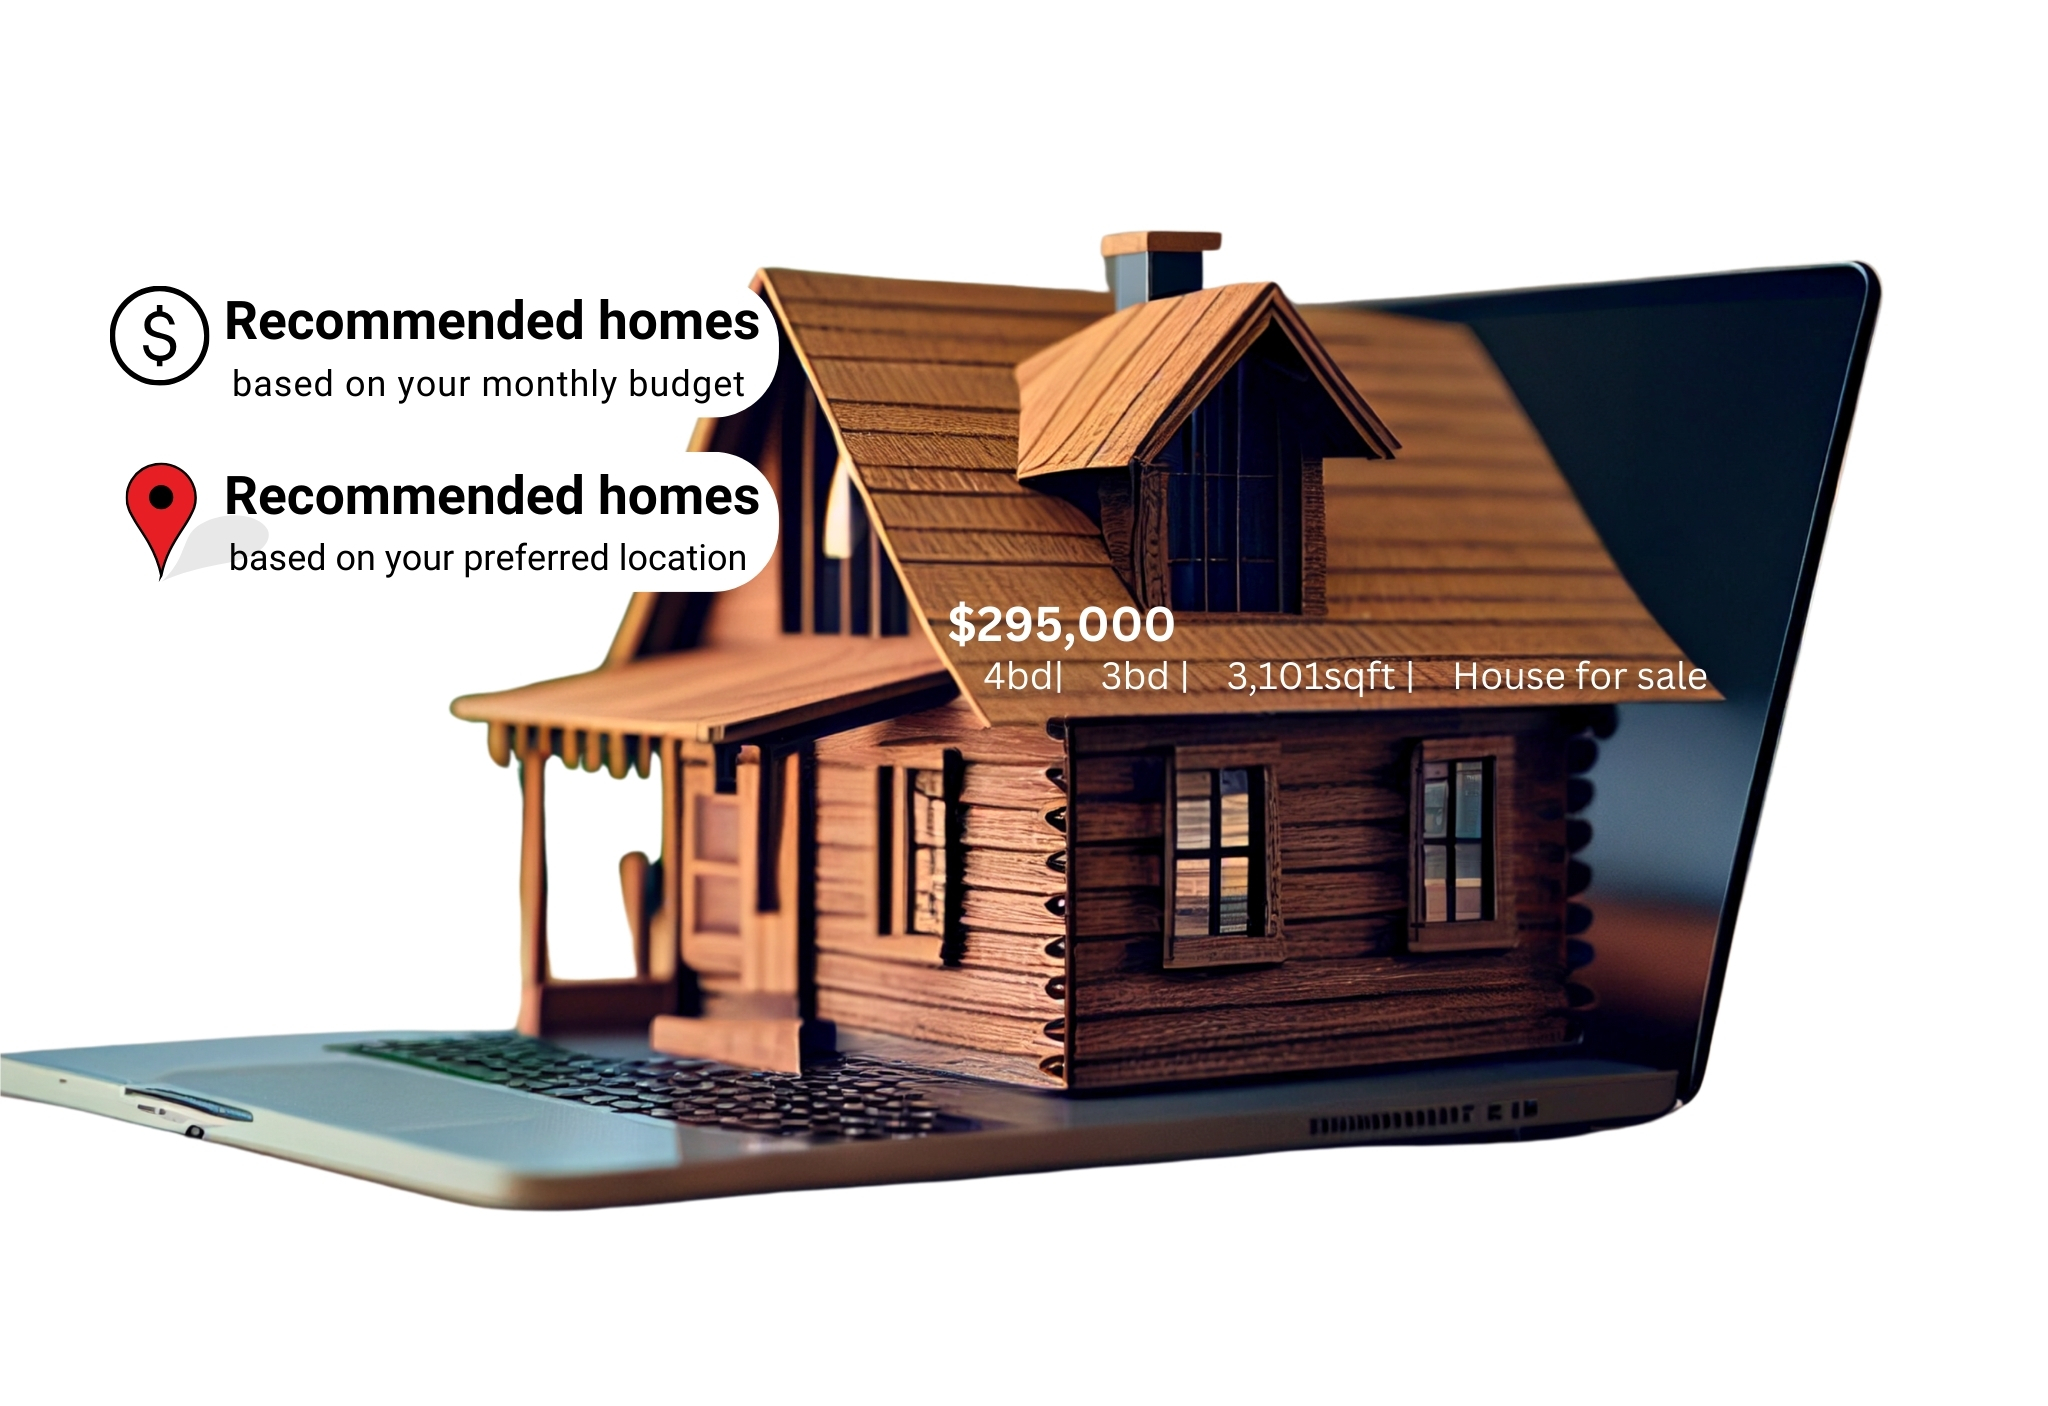 $ Recommended homes
based on your monthly budget
Recommended homes
based on your preferred location
$295,000
4bd| 3bd | 3,101sqft | House for sale